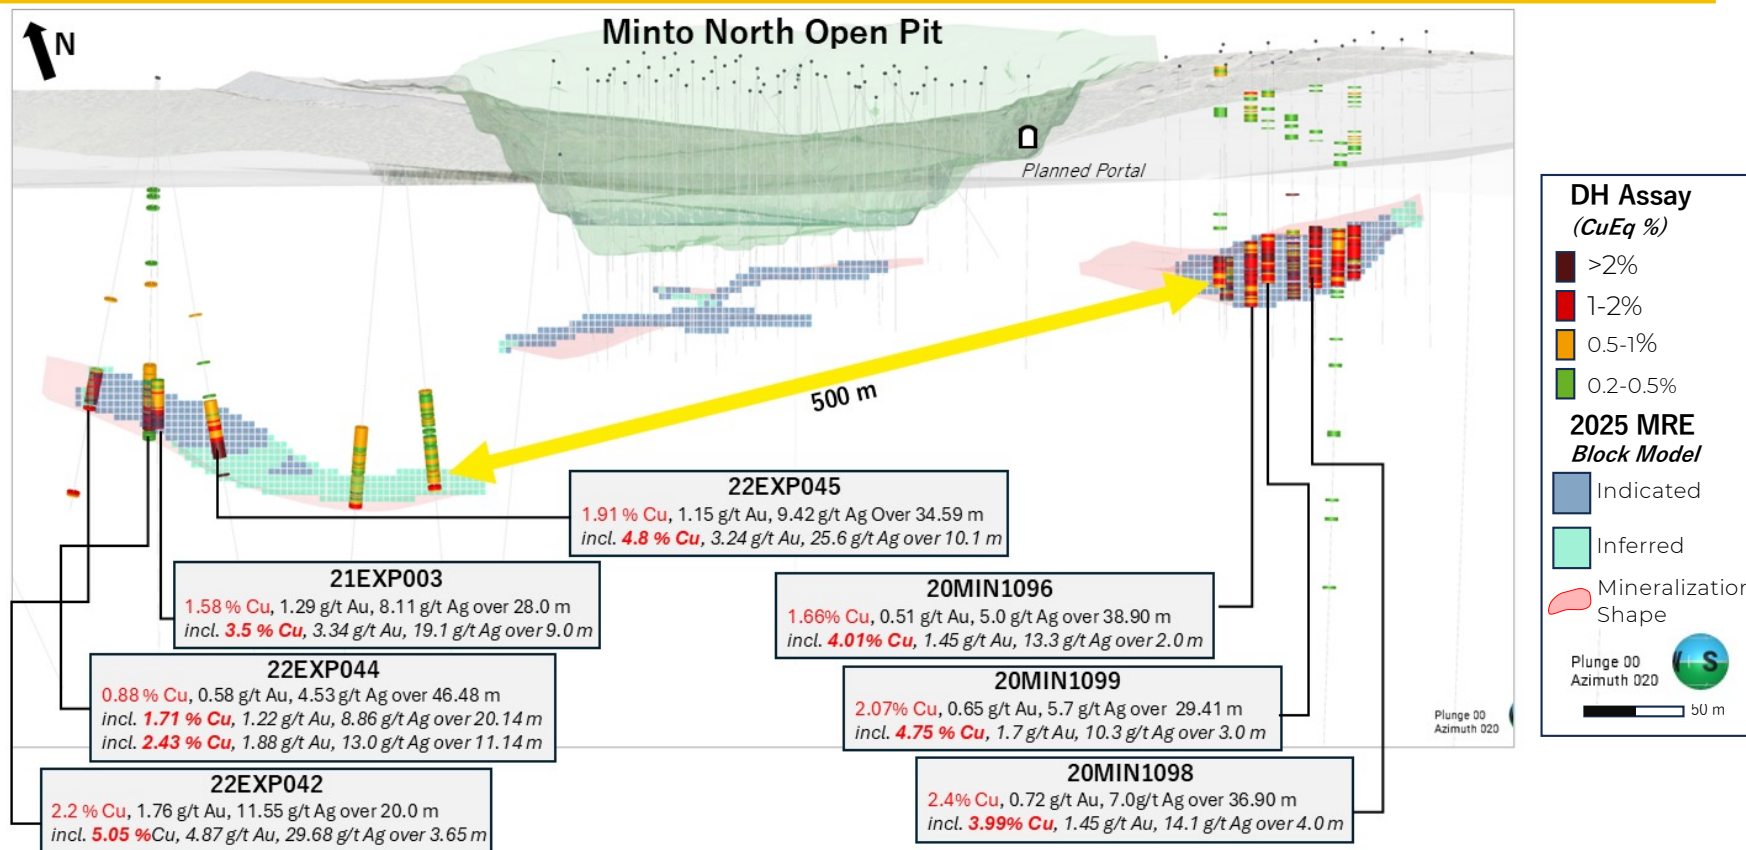 N
Minto North Open Pit
Planned Portal
500 m
22EXP045
1.91 % Cu, 1.15 g/t Au, 9.42 g/t Ag Over 34.59 m
incl. 4.8 % Cu, 3.24 g/t Au, 25.6 g/t Ag over 10.1 m
21EXP003
1.58 % Cu, 1.29 g/t Au, 8.11 g/t Ag over 28.0 m
incl. 3.5 % Cu, 3.34 g/t Au, 19.1 g/t Ag over 9.0 m
22EXP044
0.88 % Cu, 0.58 g/t Au, 4.53 g/t Ag over 46.48 m
incl. 1.71 % Cu, 1.22 g/t Au, 8.86 g/t Ag over 20.14 m
incl. 2.43 % Cu, 1.88 g/t Au, 13.0 g/t Ag over 11.14 m
22EXP042
2.2 % Cu, 1.76 g/t Au, 11.55 g/t Ag over 20.0 m
incl. 5.05 %Cu, 4.87 g/t Au, 29.68 g/t Ag over 3.65 m
20MIN1096
1.66% Cu, 0.51 g/t Au, 5.0 g/t Ag over 38.90 m
incl. 4.01% Cu, 1.45 g/t Au, 13.3 g/t Ag over 2.0 m
20MIN1099
2.07% Cu, 0.65 g/t Au, 5.7 g/t Ag over 29.41 m
incl. 4.75 % Cu, 1.7 g/t Au, 10.3 g/t Ag over 3.0 m
20MIN1098
2.4% Cu, 0.72 g/t Au, 7.0g/t Ag over 36.90 m
incl. 3.99% Cu, 1.45 g/t Au, 14.1 g/t Ag over 4.0 m
Plunge 00
Azimuth 020
DH Assay
(CuEq %)
>2%
1-2%
0.5-1%
0.2-0.5%
2025 MRE
Block Model
Indicated
Inferred
Mineralization
Shape
Plunge 00
Azimuth 020
S
50 m